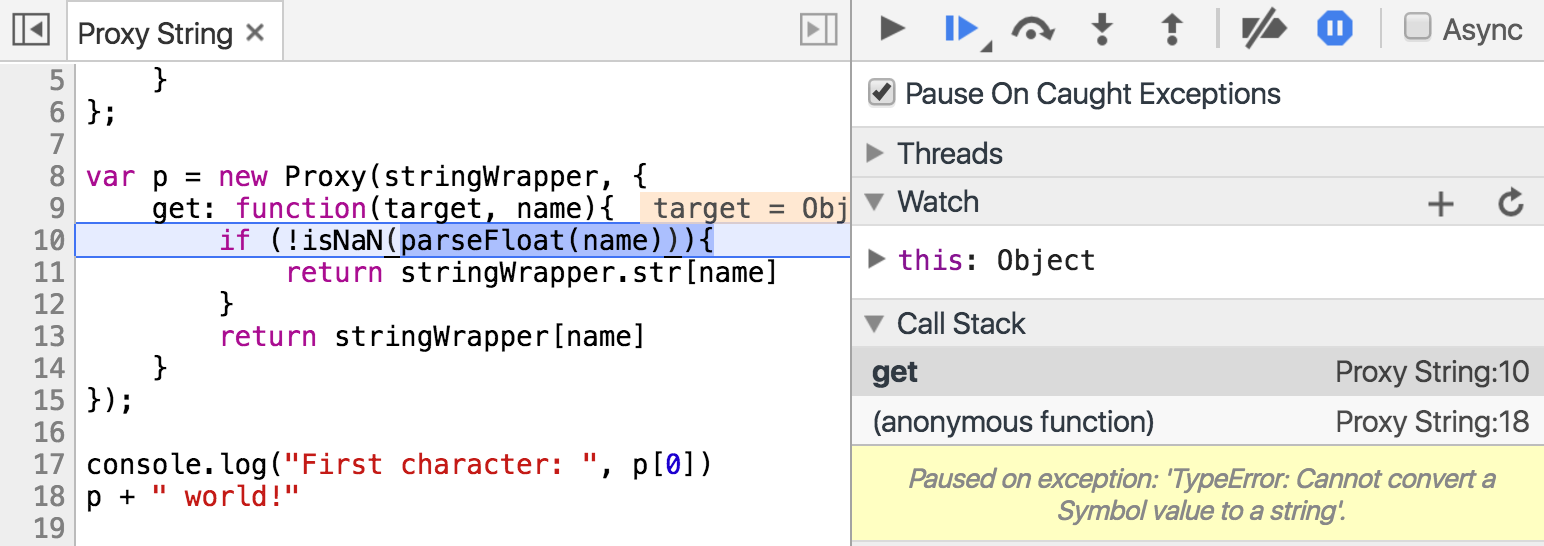 Proxy String ×
5     }
6 };
7
8 var p = new Proxy(stringWrapper, {
9     get: function(target, name){  target = Obj
10         if (!isNaN(parseFloat(name))){
11             return stringWrapper.str[name]
12         }
13         return stringWrapper[name]
14     }
15 });
16
17 console.log("First character: ", p[0])
18 p + " world!"
19
Async
Pause On Caught Exceptions
Threads
Watch
this: Object
Call Stack
get Proxy String:10
(anonymous function) Proxy String:18
Paused on exception: 'TypeError: Cannot convert a
Symbol value to a string'.